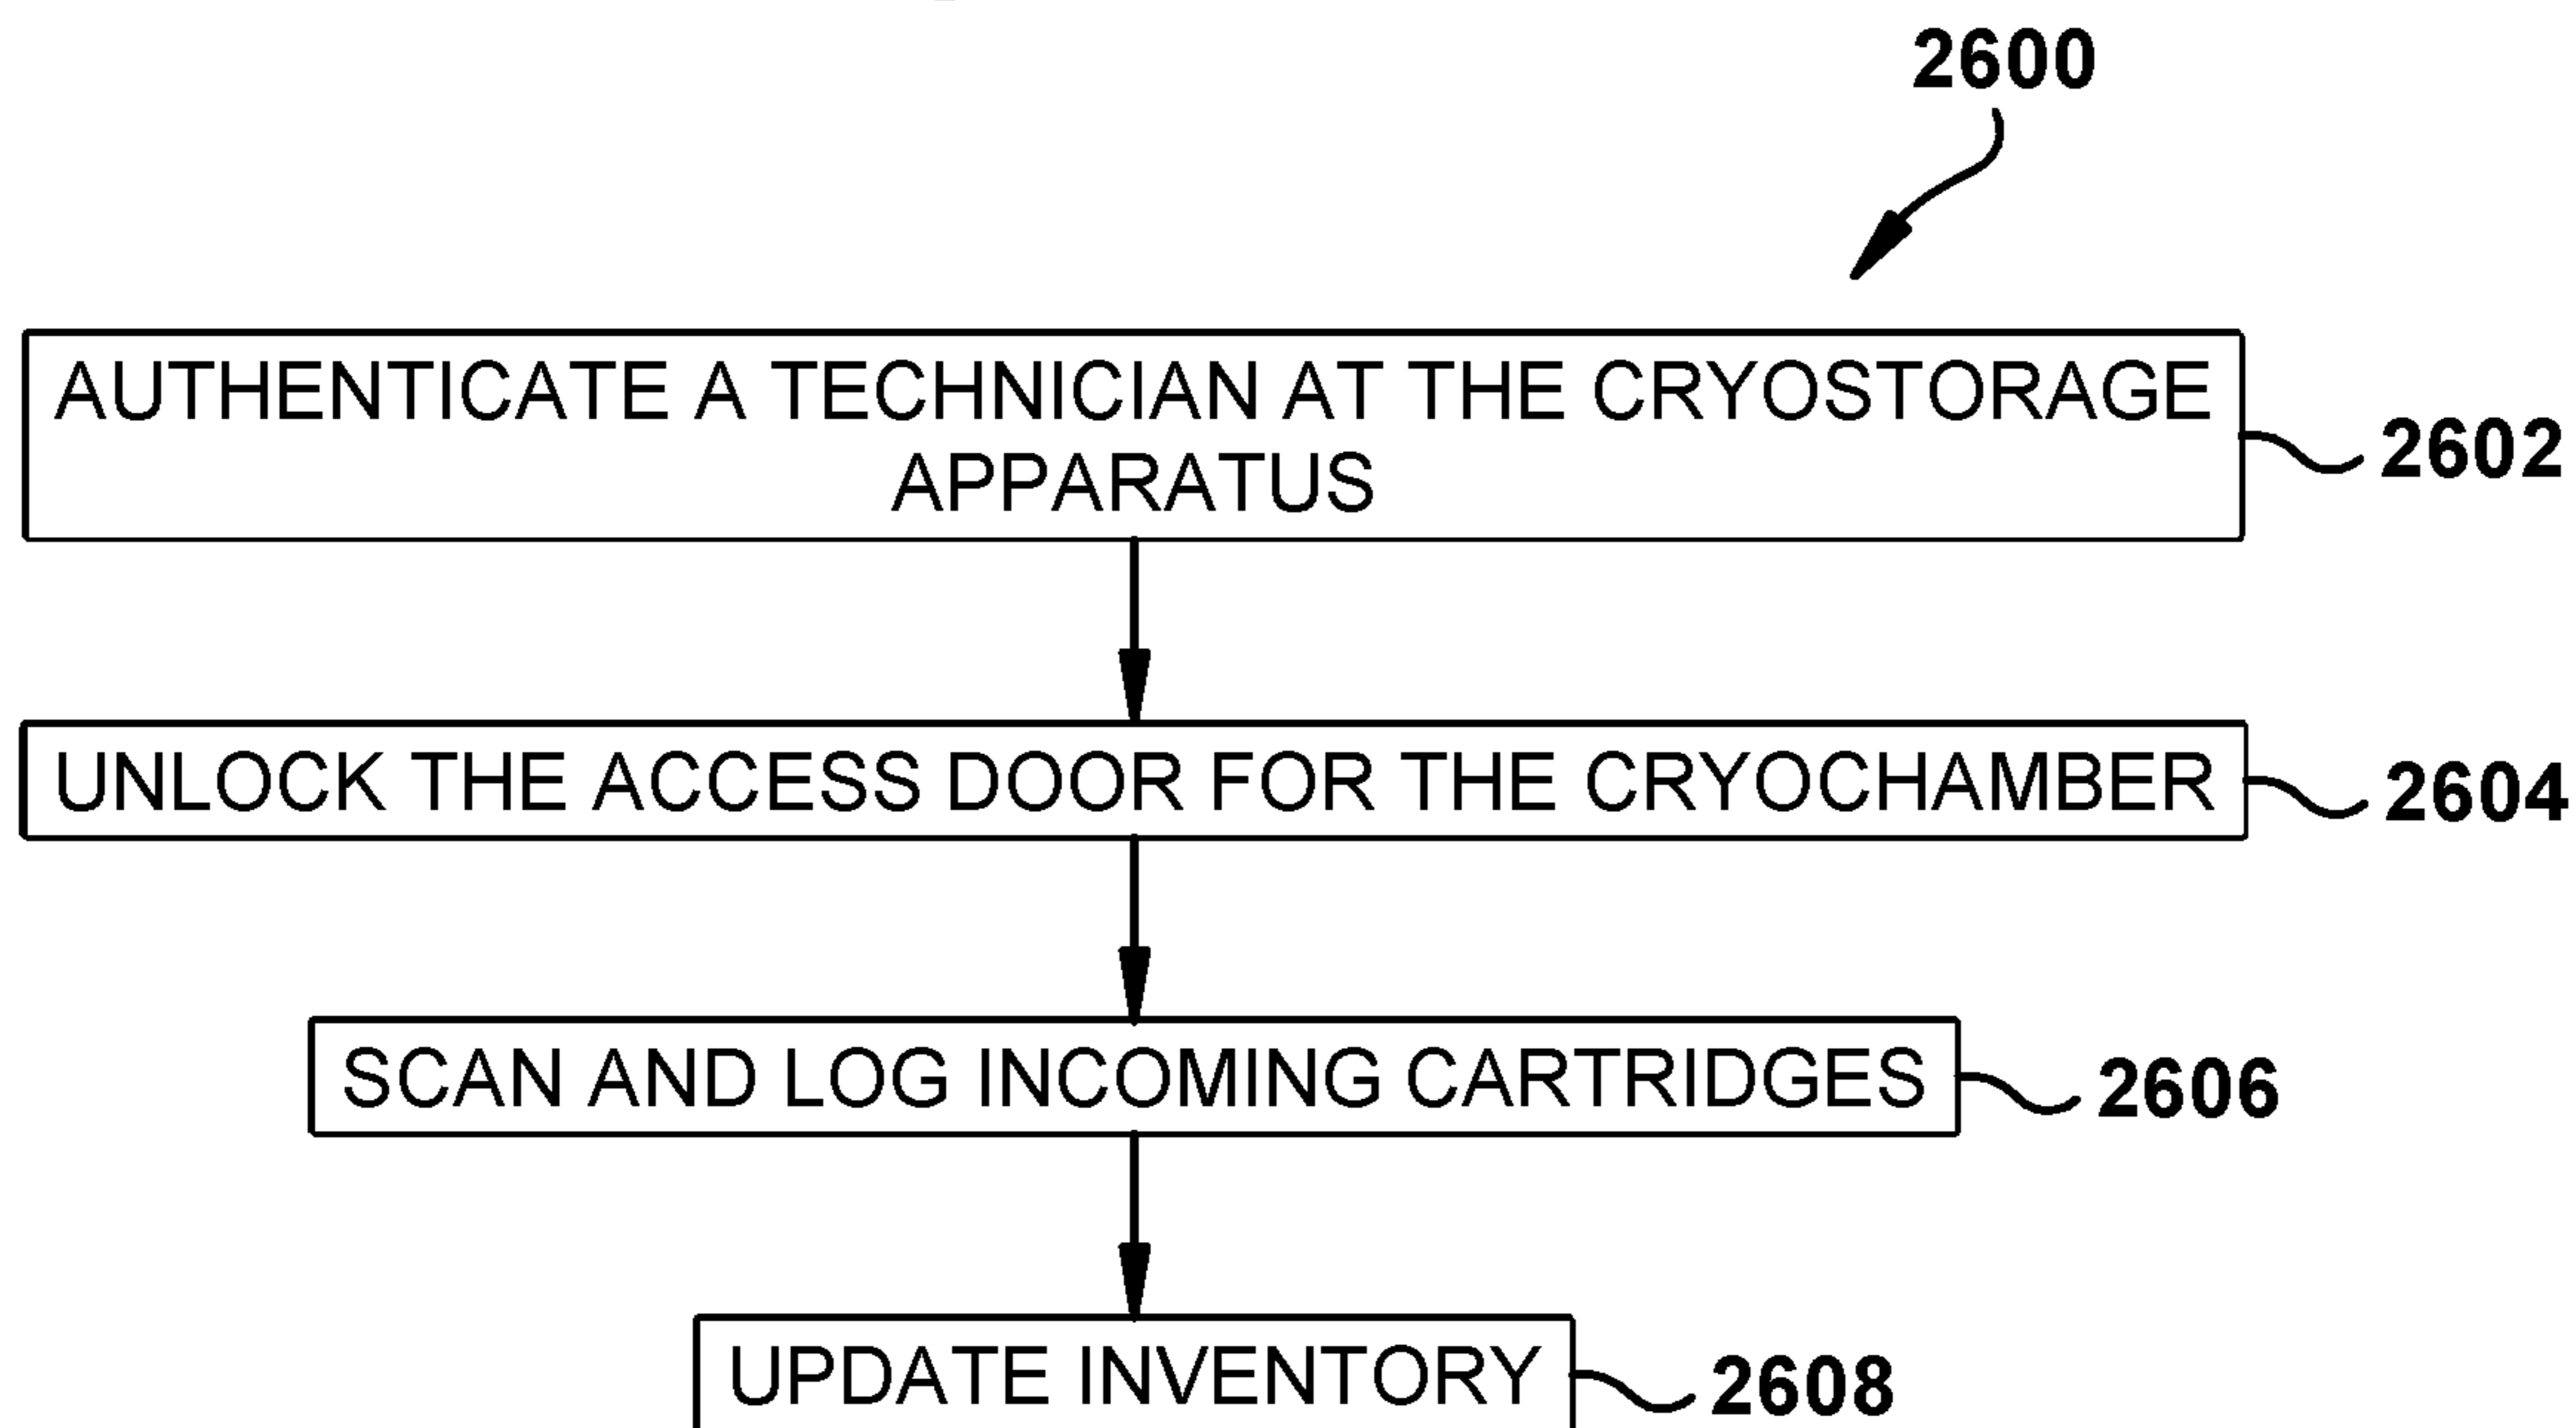 2600
AUTHENTICATE A TECHNICIAN AT THE CRYOSTORAGE
APPARATUS
2602
UNLOCK THE ACCESS DOOR FOR THE CRYOCHAMBER
2604
SCAN AND LOG INCOMING CARTRIDGES
2606
UPDATE INVENTORY
2608